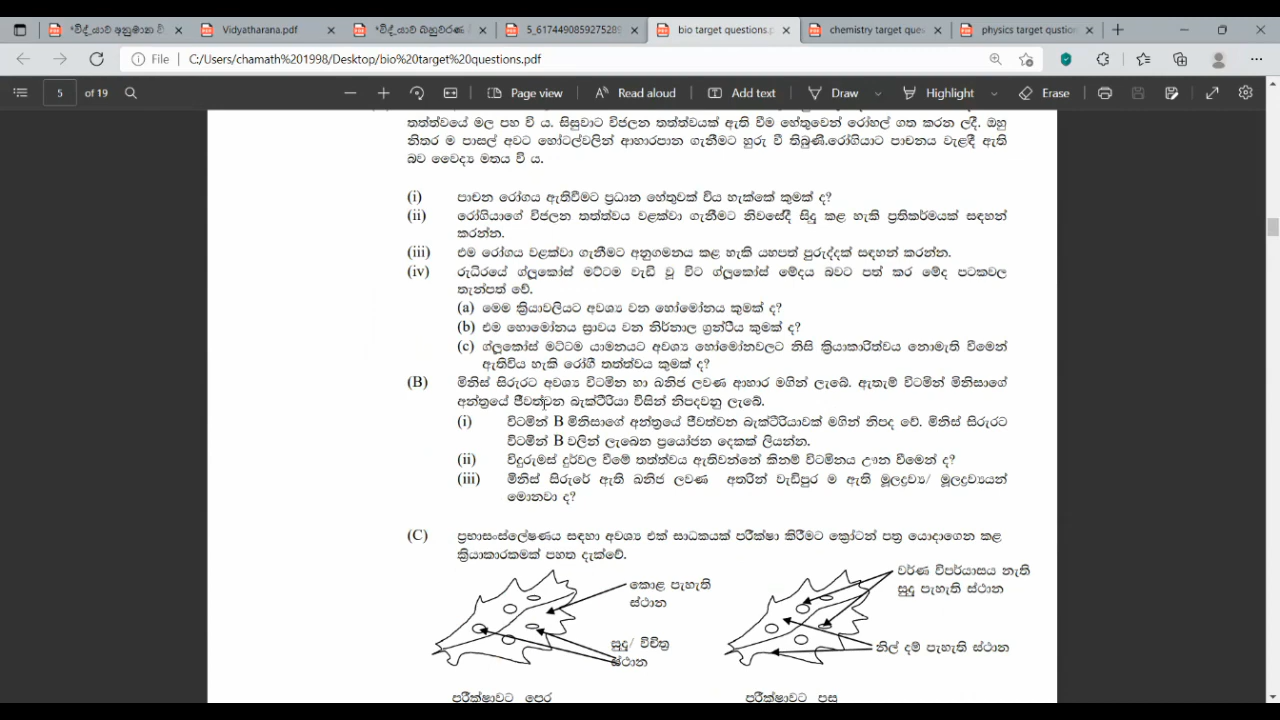 *විද්‍යාව අනුමාන වි
Vidyatharana.pdf
*විද්‍යාව බහුවරණ
5_6174490859275289
bio target questions.p
chemistry target que
physics target qustion
File
C:/Users/chamath%201998/Desktop/bio%20target%20questions.pdf
5 of 19
Page view
Read aloud
Add text
Draw
Highlight
Erase
තත්ත්වයේ මල පහ වි ය. සිසුවාට විජලන තත්ත්වයක් ඇති වීම හේතුවෙන් රෝහල් ගත කරන ලදී. ඔහු
නිතර ම පාසල් අවට හෝටල්වලින් ආහාරපාන ගැනීමට හුරු වී තිබුණි.රෝගියාට පාචනය වැළඳී ඇති
බව වෛද්‍ය මතය වි ය.
(i) පාචන රෝගය ඇතිවීමට ප්‍රධාන හේතුවක් විය හැක්කේ කුමක් ද?
(ii) රෝගියාගේ විජලන තත්ත්වය වළක්වා ගැනීමට නිවසේදී සිදු කළ හැකි ප්‍රතිකර්මයක් සඳහන්
කරන්න.
(iii) එම රෝගය වළක්වා ගැනීමට අනුගමනය කළ හැකි යහපත් පුරුද්දක් සඳහන් කරන්න.
(iv) රුධිරයේ ග්ලූකෝස් මට්ටම වැඩි වූ විට ග්ලූකෝස් මේදය බවට පත් කර මේද පටකවල
තැන්පත් වේ.
(a) මෙම ක්‍රියාවලියට අවශ්‍ය වන හෝමෝනය කුමක් ද?
(b) එම හොමෝනය ස්‍රාවය වන නිර්නාල ග්‍රන්ථිය කුමක් ද?
(c) ග්ලූකෝස් මට්ටම යාමනයට අවශ්‍ය හෝමෝනවලට නිසි ක්‍රියාකාරිත්වය නොමැති වීමෙන්
ඇතිවිය හැකි රෝගී තත්ත්වය කුමක් ද?
(B) මිනිස් සිරුරට අවශ්‍ය විටමින හා ඛනිජ ලවණ ආහාර මගින් ලැබේ. ඇතැම් විටමින් මිනිසාගේ
අන්ත්‍රයේ ජීවත්වන බැක්ටීරියා විසින් නිපදවනු ලැබේ.
(i) විටමින් B මිනිසාගේ අන්ත්‍රයේ ජීවත්වන බැක්ටීරියාවක් මගින් නිපද වේ. මිනිස් සිරුරට
විටමින් B වලින් ලැබෙන ප්‍රයෝජන දෙකක් ලියන්න.
(ii) විදුරුමස් දුර්වල වීමේ තත්ත්වය ඇතිවන්නේ කිනම් විටමිනය ඌන වීමෙන් ද?
(iii) මිනිස් සිරුරේ ඇති ඛනිජ ලවණ අතරින් වැඩිපුර ම ඇති මූලද්‍රව්‍ය/ මූලද්‍රව්‍යයන්
මොනවා ද?
(C) ප්‍රභාසංස්ලේෂණය සඳහා අවශ්‍ය එක් සාධකයක් පරීක්ෂා කිරීමට ක්‍රෝටන් පත්‍ර යොදාගෙන කළ
ක්‍රියාකාරකමක් පහත දැක්වේ.
කොළ පැහැති
ස්ථාන
සුදු/ විචිත්‍ර
ස්ථාන
වර්ණ විපර්යාසය නැති
සුදු පැහැති ස්ථාන
නිල් දම් පැහැති ස්ථාන
පරීක්ෂාවට පෙර
පරීක්ෂාවට පසු